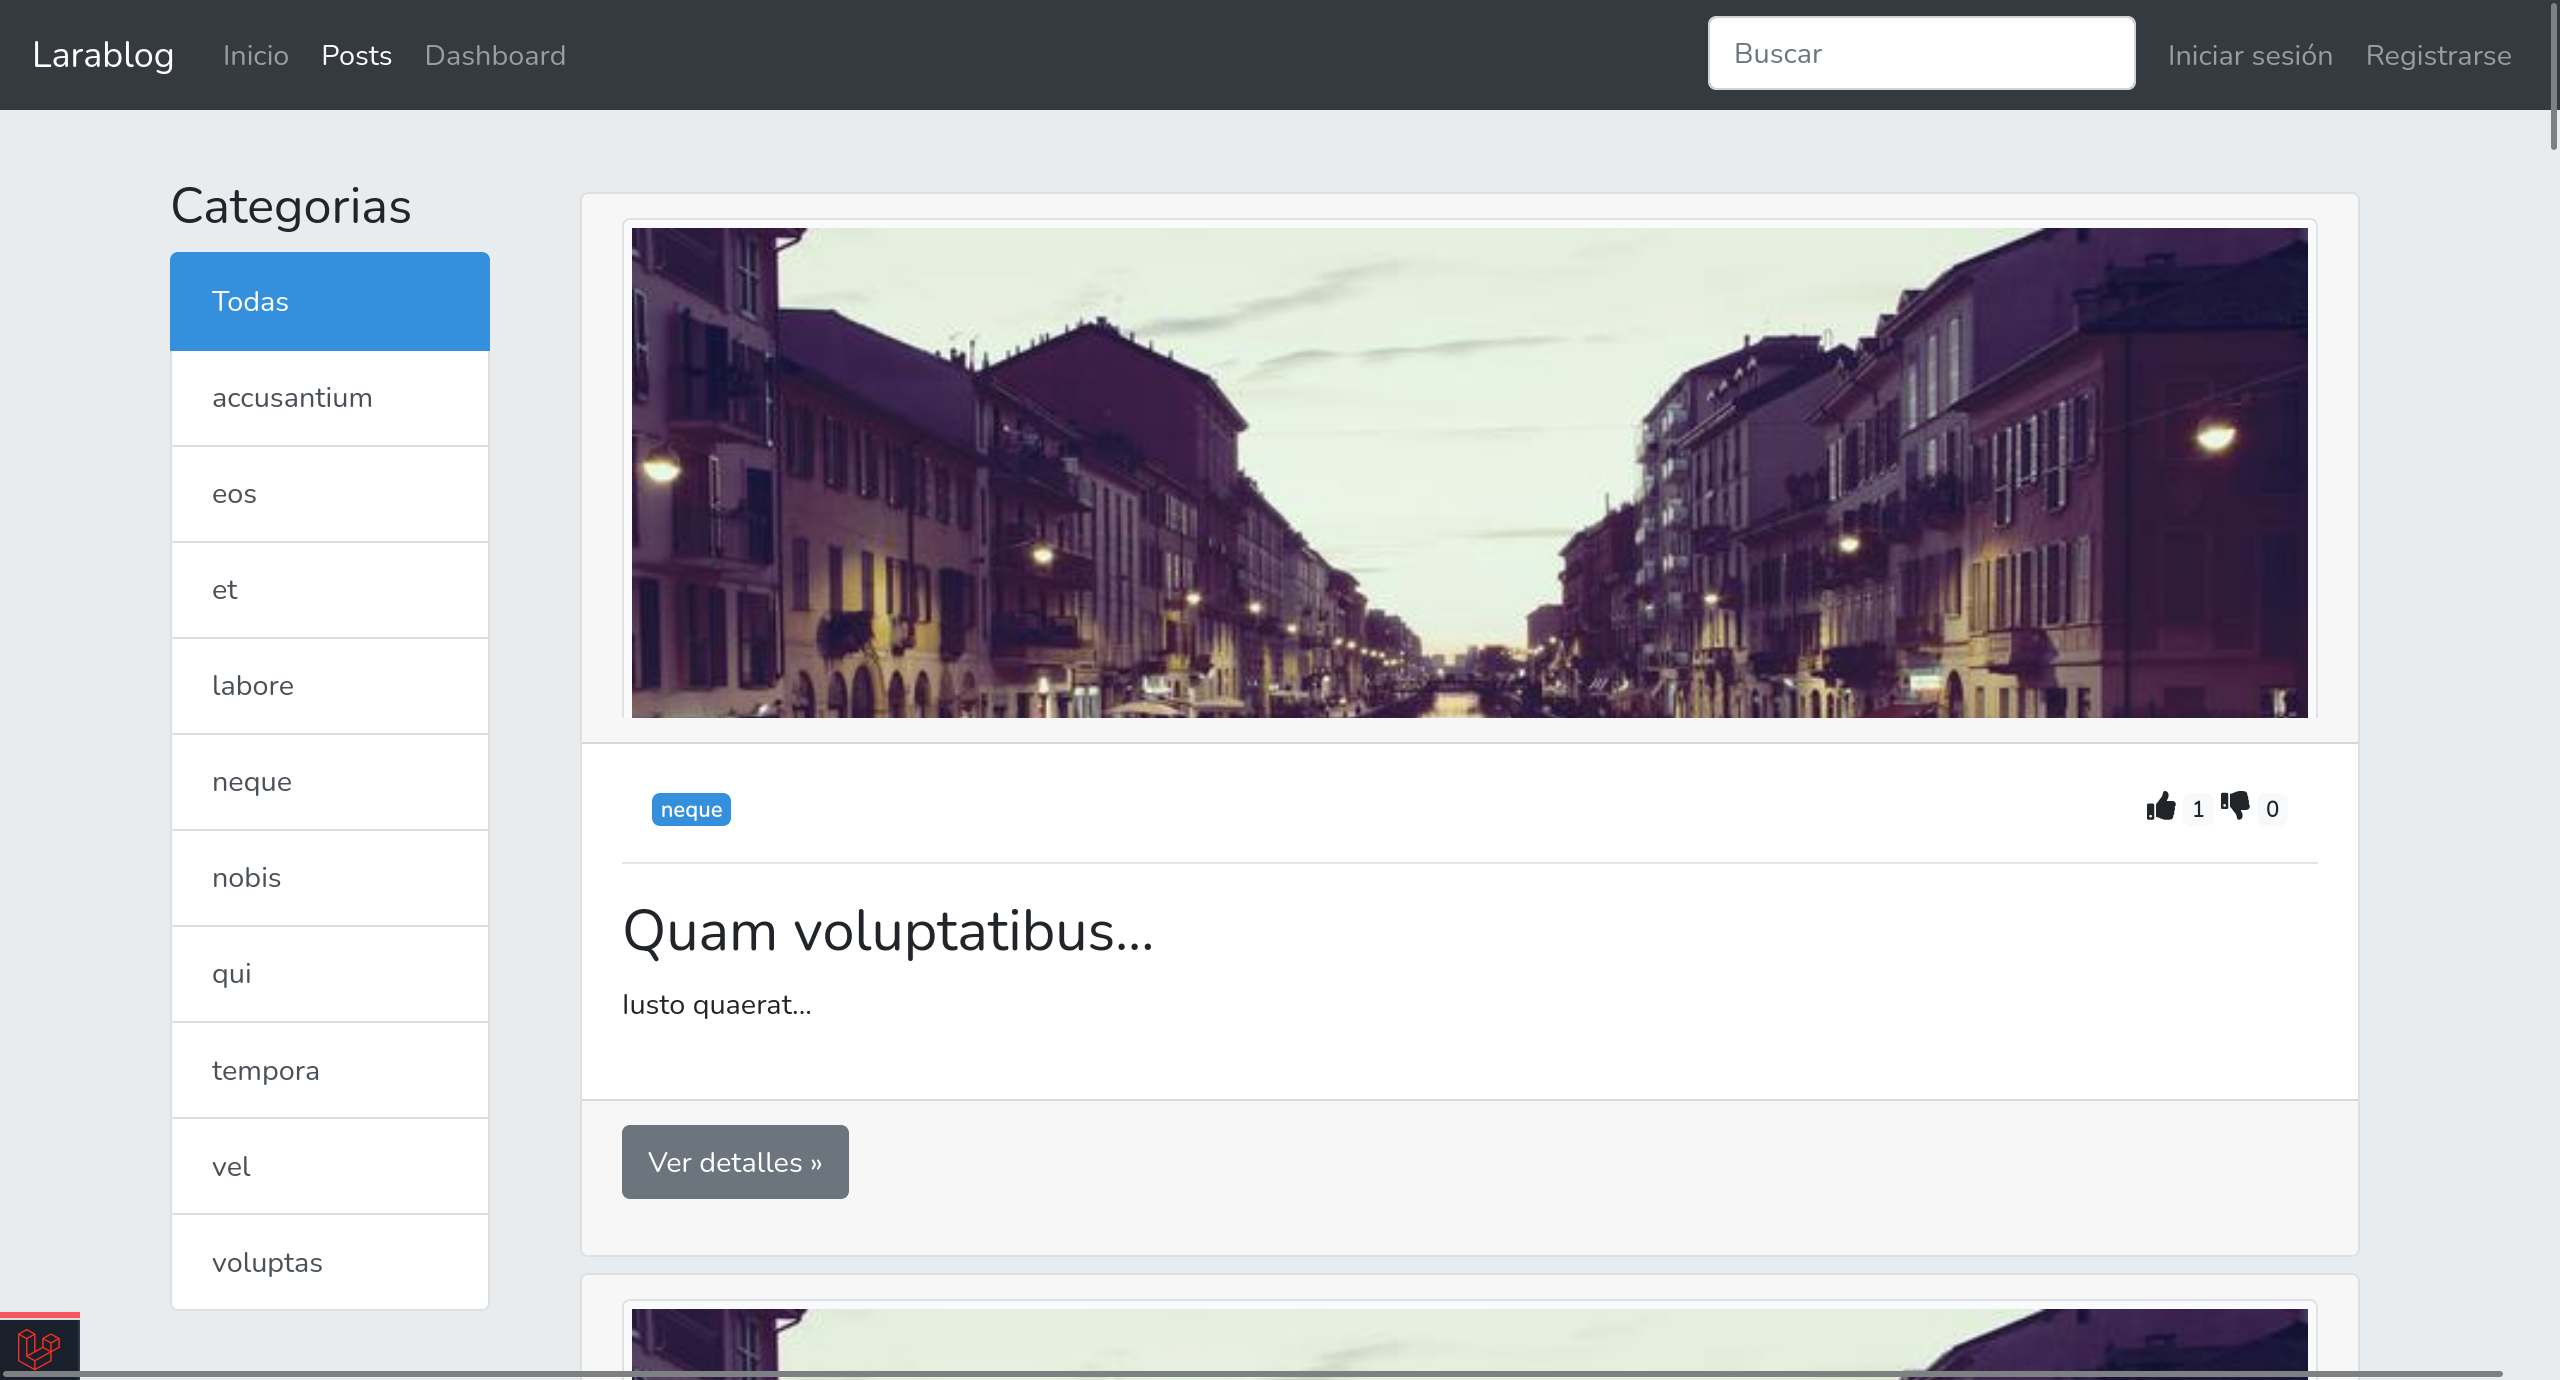 Larablog Inicio Posts Dashboard Buscar Iniciar sesión Registrarse
Categorias
Todas
accusantium
eos
et
labore
neque
nobis
qui
tempora
vel
voluptas
neque 1 0
Quam voluptatibus...
Iusto quaerat...
Ver detalles »